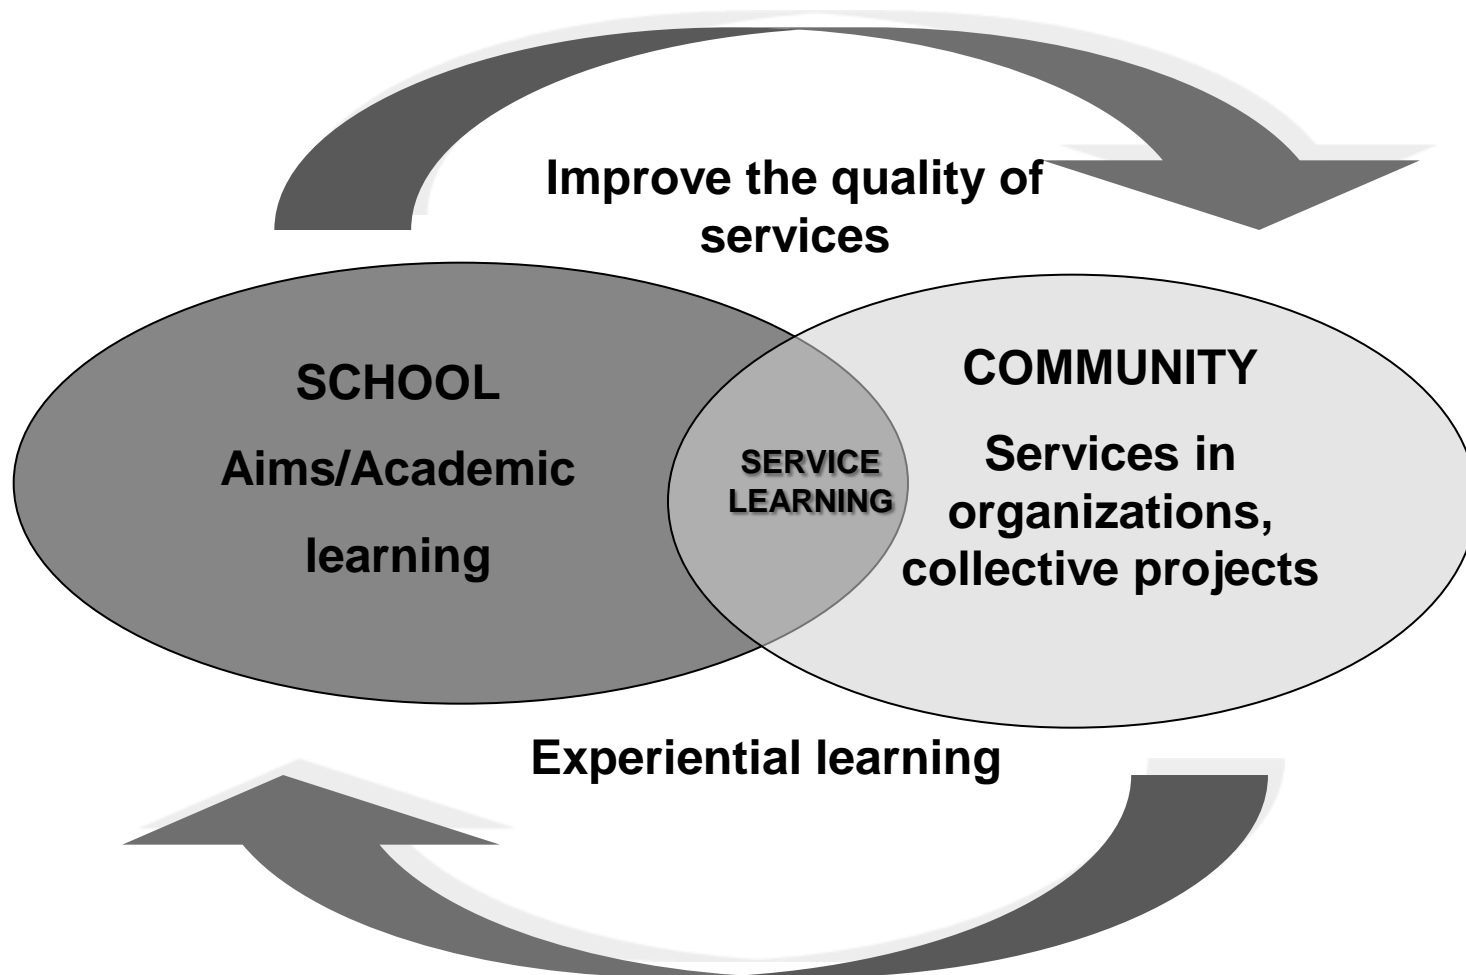 Improve the quality of
services
SCHOOL
Aims/Academic
learning
SERVICE
LEARNING
COMMUNITY
Services in
organizations,
collective projects
Experiential learning